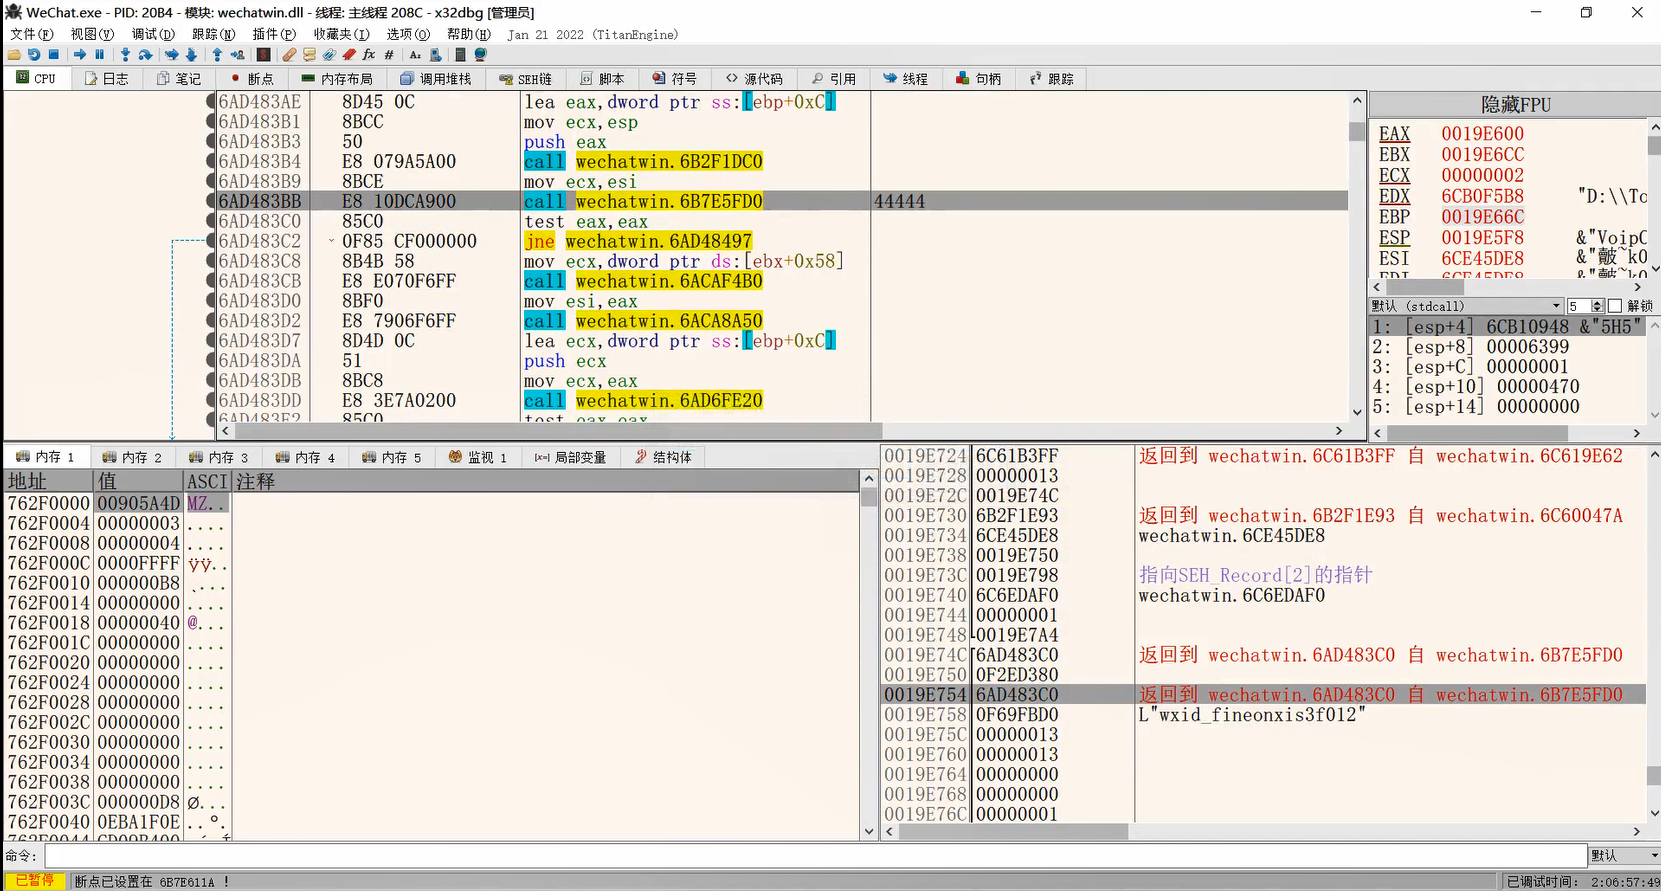 WeChat.exe - PID: 20B4 - 模块: wechatwin.dll - 线程: 主线程 208C - x32dbg [管理员]
文件(F) 视图(V) 调试(D) 跟踪(N) 插件(P) 收藏夹(I) 选项(O) 帮助(H) Jan 21 2022 (TitanEngine)
CPU 日志 笔记 断点 内存布局 调用堆栈 SEH链 脚本 符号 源代码 引用 线程 句柄 跟踪
6AD483AE 8D45 0C lea eax,dword ptr ss:[ebp+0xC]
6AD483B1 8BCC mov ecx,esp
6AD483B3 50 push eax
6AD483B4 E8 079A5A00 call wechatwin.6B2F1DC0
6AD483B9 8BCE mov ecx,esi
6AD483BB E8 10DCA900 call wechatwin.6B7E5FD0 44444
6AD483C0 85C0 test eax,eax
6AD483C2 0F85 CF000000 jne wechatwin.6AD48497
6AD483C8 8B4B 58 mov ecx,dword ptr ds:[ebx+0x58]
6AD483CB E8 E070F6FF call wechatwin.6ACAF4B0
6AD483D0 8BF0 mov esi,eax
6AD483D2 E8 7906F6FF call wechatwin.6ACA8A50
6AD483D7 8D4D 0C lea ecx,dword ptr ss:[ebp+0xC]
6AD483DA 51 push ecx
6AD483DB 8BC8 mov ecx,eax
6AD483DD E8 3E7A0200 call wechatwin.6AD6FE20
6AD483E2 85C0 test eax,eax
隐藏FPU
EAX 0019E600
EBX 0019E6CC
ECX 00000002
EDX 6CB0F5B8 "D:\\To
EBP 0019E66C
ESP 0019E5F8 &"VoipC
ESI 6CE45DE8
EDI 6CE45DE8
默认 (stdcall) 5 解锁
1: [esp+4] 6CB10948 &"5H5"
2: [esp+8] 00006399
3: [esp+C] 00000001
4: [esp+10] 00000470
5: [esp+14] 00000000
内存 1 内存 2 内存 3 内存 4 内存 5 监视 1 局部变量 结构体
地址 值 ASCI 注释
762F0000 00905A4D MZ..
762F0004 00000003 ....
762F0008 00000004 ....
762F000C 0000FFFF ÿÿ..
762F0010 000000B8 ¸...
762F0014 00000000 ....
762F0018 00000040 @...
762F001C 00000000 ....
762F0020 00000000 ....
762F0024 00000000 ....
762F0028 00000000 ....
762F002C 00000000 ....
762F0030 00000000 ....
762F0034 00000000 ....
762F0038 00000000 ....
762F003C 000000D8 Ø...
762F0040 0EBA1F0E ..º.
762F0044 CD09B400
0019E724 6C61B3FF 返回到 wechatwin.6C61B3FF 自 wechatwin.6C619E62
0019E728 00000013
0019E72C 0019E74C
0019E730 6B2F1E93 返回到 wechatwin.6B2F1E93 自 wechatwin.6C60047A
0019E734 6CE45DE8 wechatwin.6CE45DE8
0019E738 0019E750
0019E73C 0019E798 指向SEH_Record[2]的指针
0019E740 6C6EDAF0 wechatwin.6C6EDAF0
0019E744 00000001
0019E748 0019E7A4
0019E74C 6AD483C0 返回到 wechatwin.6AD483C0 自 wechatwin.6B7E5FD0
0019E750 0F2ED380
0019E754 6AD483C0 返回到 wechatwin.6AD483C0 自 wechatwin.6B7E5FD0
0019E758 0F69FBD0 L"wxid_fineonxis3f012"
0019E75C 00000013
0019E760 00000013
0019E764 00000000
0019E768 00000000
0019E76C 00000001
命令: 默认
已暂停 断点已设置在 6B7E611A ! 已调试时间: 2:06:57:49